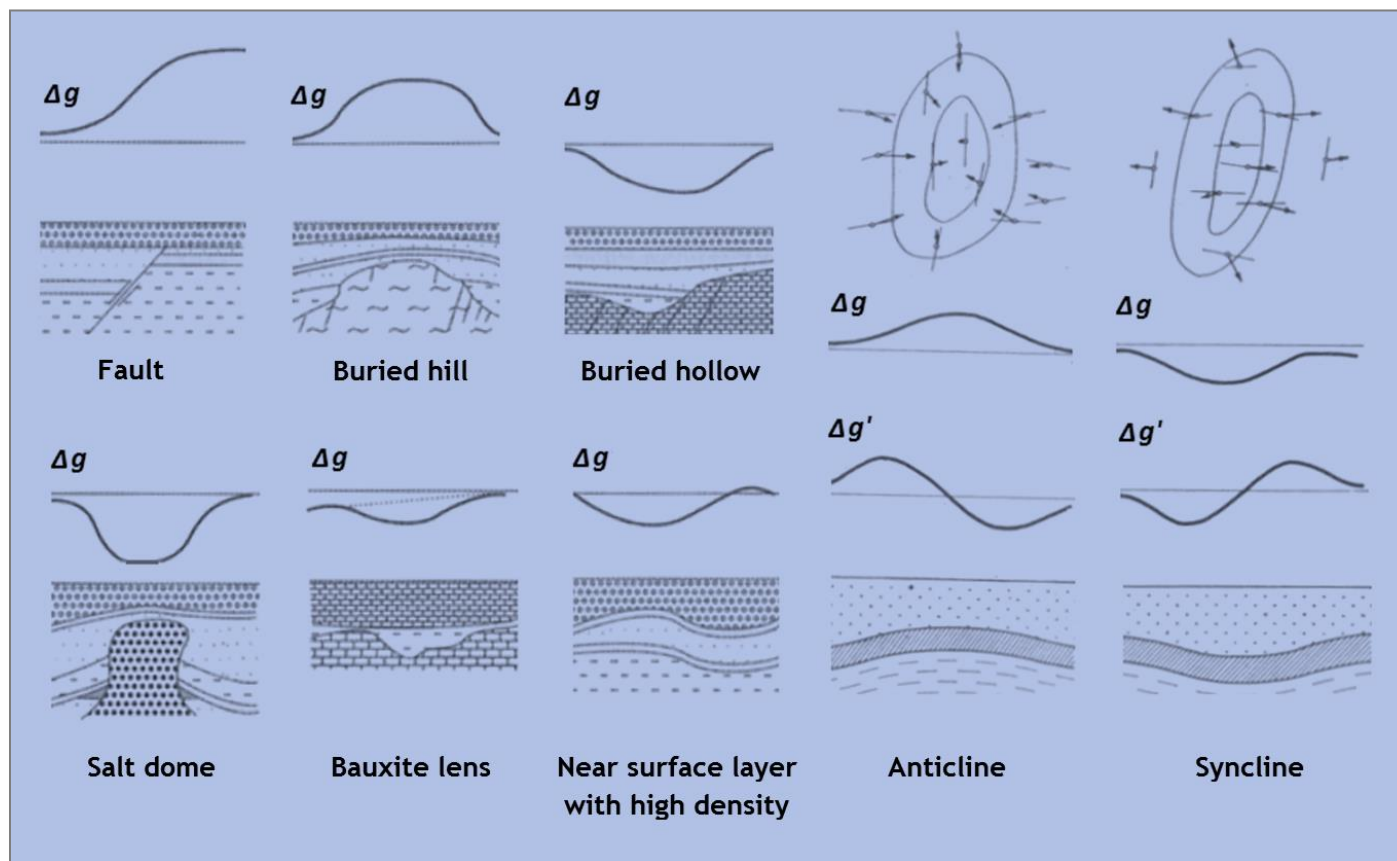 Δg
Δg
Δg
Fault
Buried hill
Buried hollow
Δg
Δg
Δg
Salt dome
Bauxite lens
Near surface layer
with high density
Δg
Δg'
Anticline
Δg
Δg'
Syncline